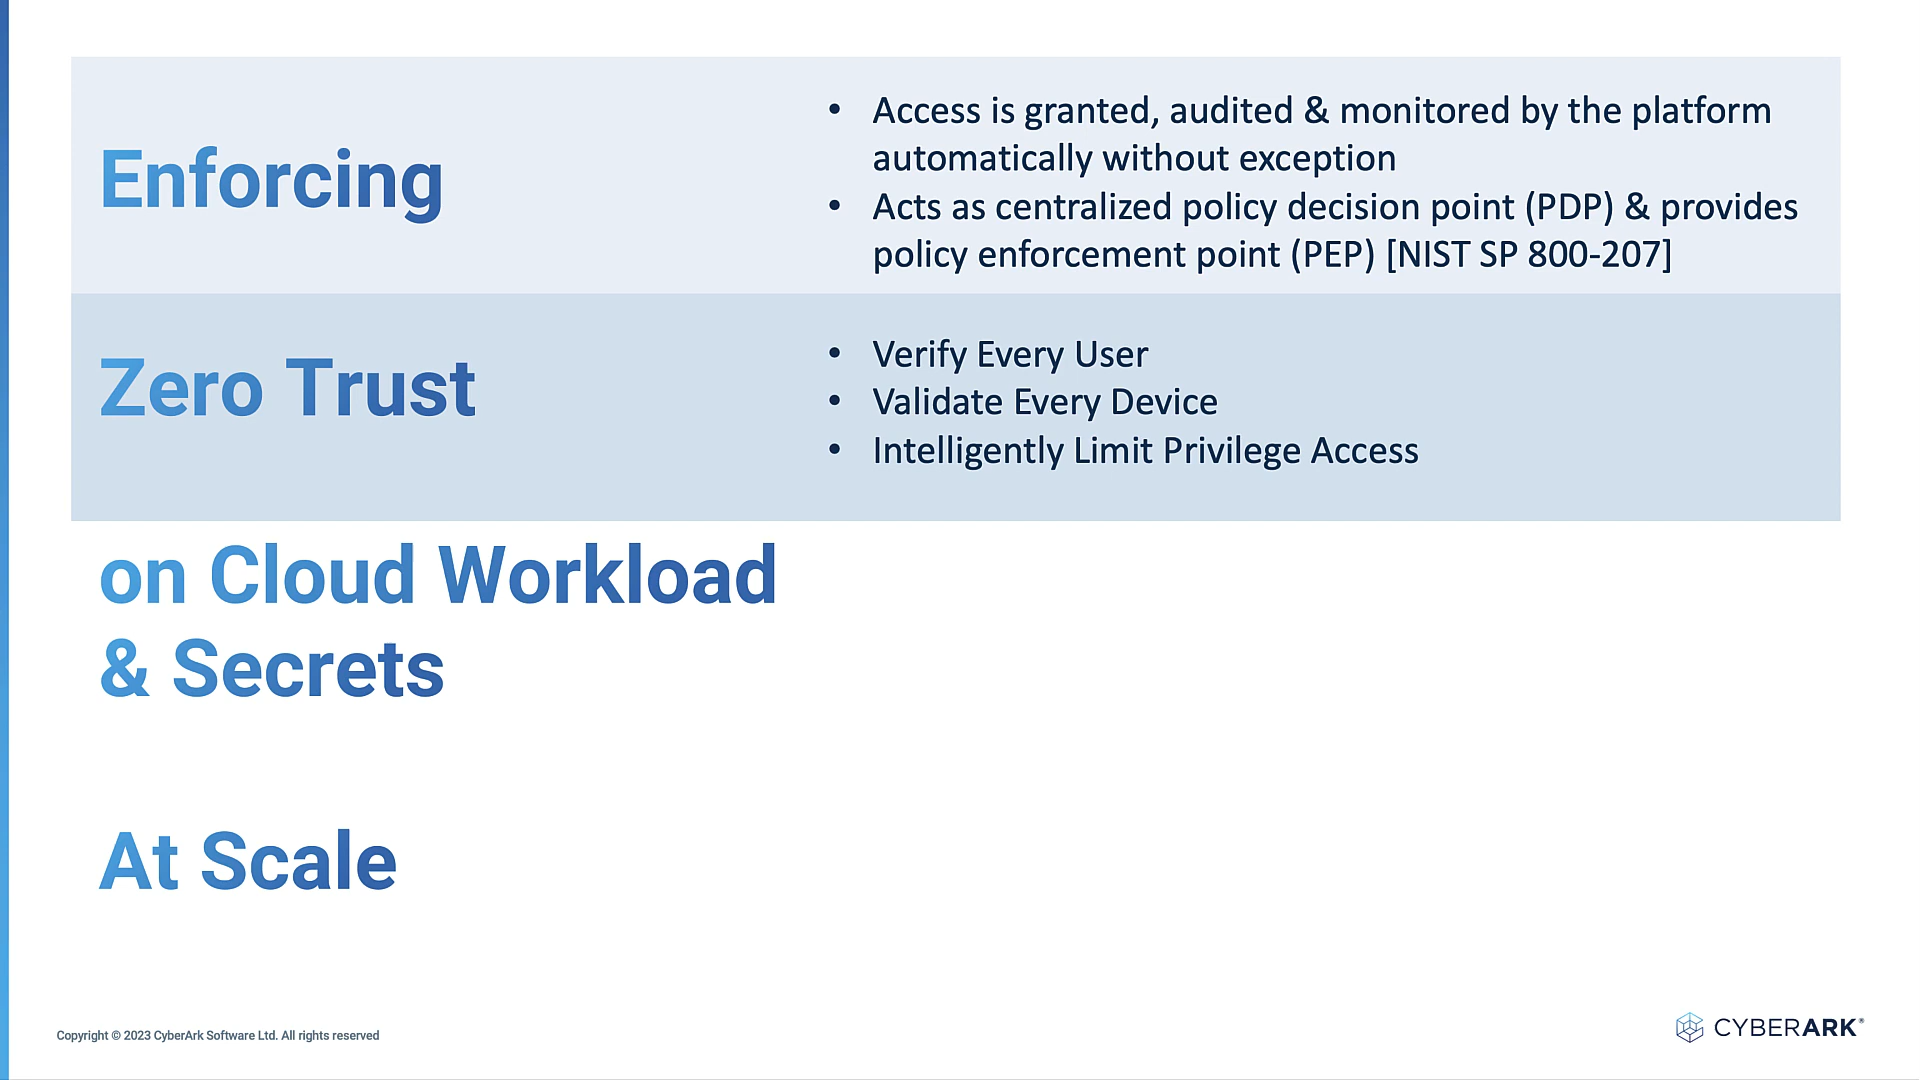 Enforcing
• Access is granted, audited & monitored by the platform
automatically without exception
• Acts as centralized policy decision point (PDP) & provides
policy enforcement point (PEP) [NIST SP 800-207]
Zero Trust
• Verify Every User
• Validate Every Device
• Intelligently Limit Privilege Access
on Cloud Workload
& Secrets
At Scale
Copyright © 2023 CyberArk Software Ltd. All rights reserved
CYBERARK®